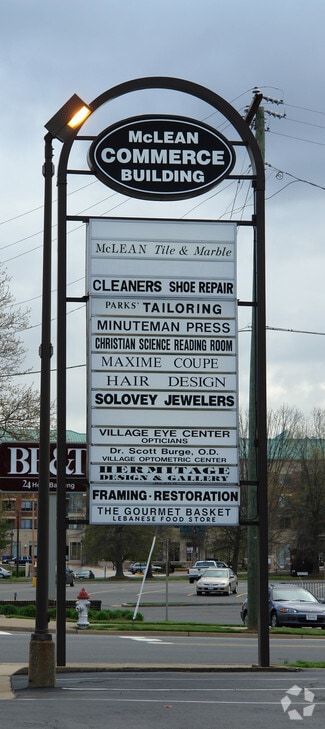 McLEAN
COMMERCE
BUILDING
McLEAN Tile & Marble
CLEANERS SHOE REPAIR
PARKS' TAILORING
MINUTEMAN PRESS
CHRISTIAN SCIENCE READING ROOM
MAXIME COUPE
HAIR DESIGN
SOLOVEY JEWELERS
VILLAGE EYE CENTER
OPTICIANS
Dr. Scott Burge, O.D.
VILLAGE OPTOMETRIC CENTER
HERMITAGE
DESIGN & GALLERY
FRAMING · RESTORATION
THE GOURMET BASKET
LEBANESE FOOD STORE
BB&T
24